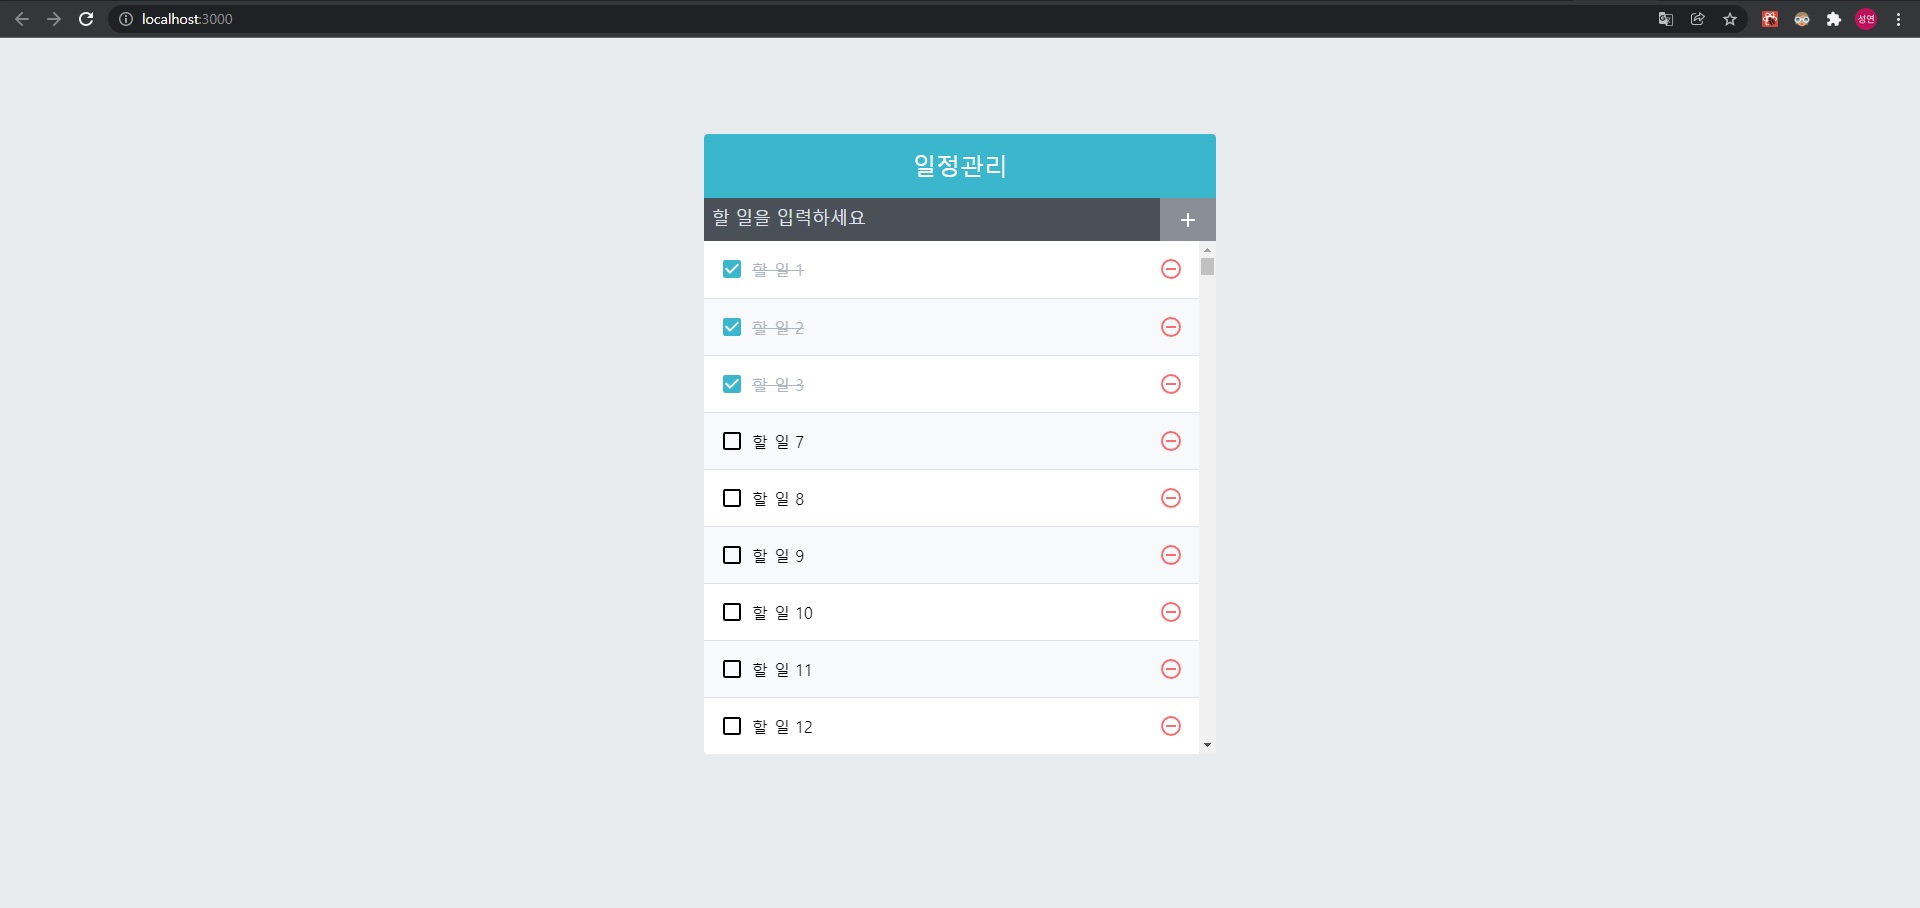 localhost:3000
성연
일정관리
할 일을 입력하세요
할 일 1
할 일 2
할 일 3
할 일 7
할 일 8
할 일 9
할 일 10
할 일 11
할 일 12